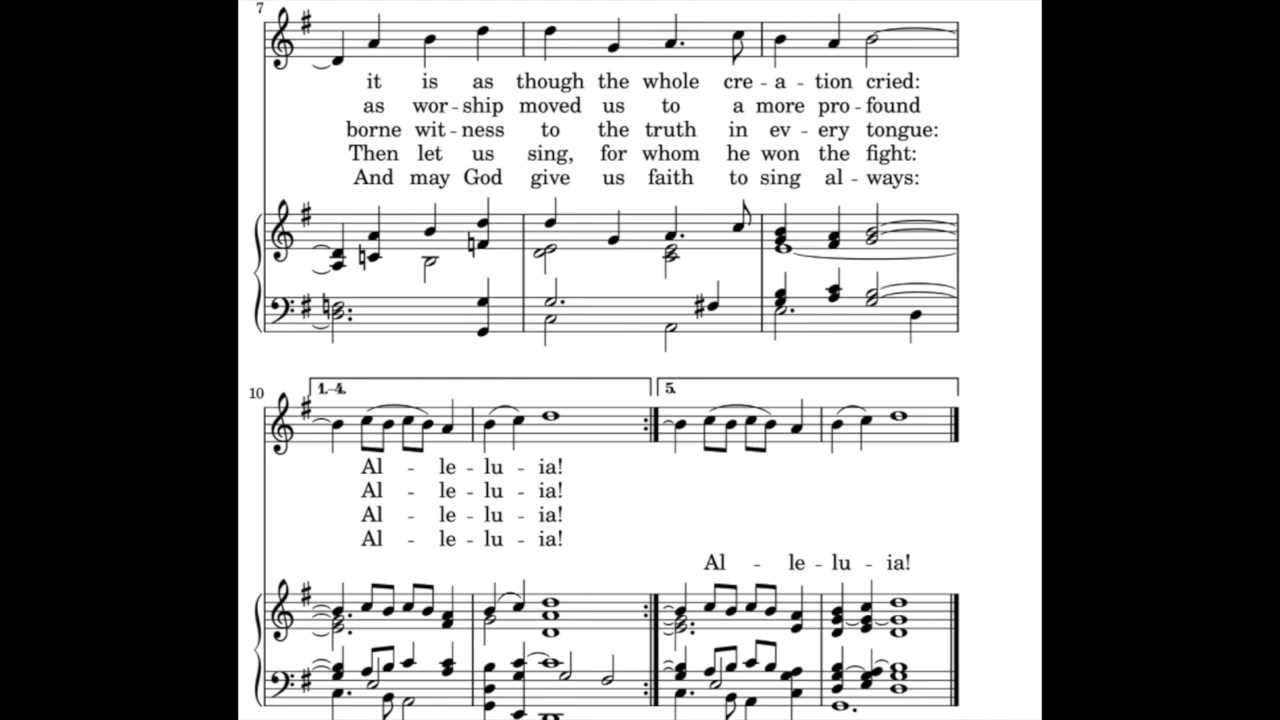 7
it is as though the whole cre - a - tion cried:
as wor - ship moved us to a more pro - found
borne wit - ness to the truth in ev - ery tongue:
Then let us sing, for whom he won the fight:
And may God give us faith to sing al - ways:
10
1.-4.
5.
Al - le - lu - ia!
Al - le - lu - ia!
Al - le - lu - ia!
Al - le - lu - ia!
Al - le - lu - ia!